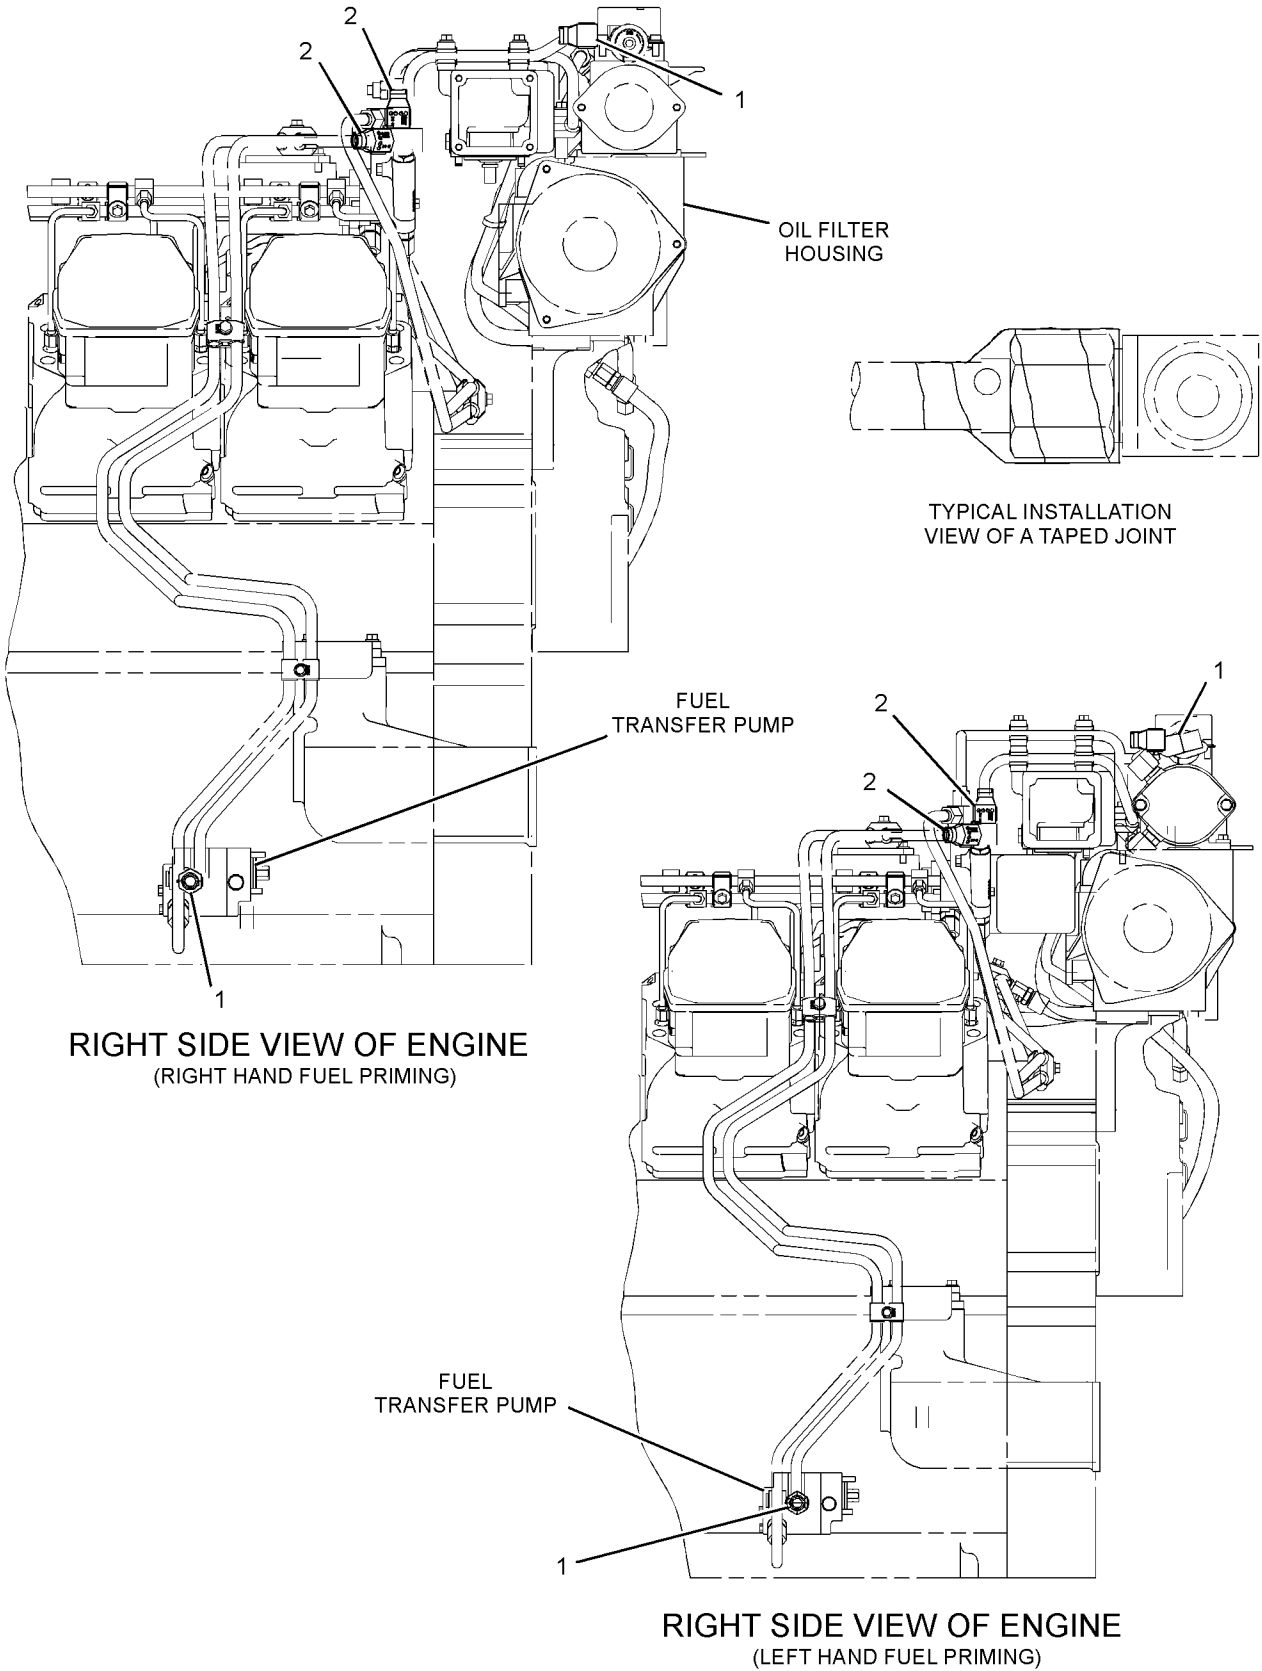 2
2
1
OIL FILTER
HOUSING
TYPICAL INSTALLATION
VIEW OF A TAPED JOINT
FUEL
TRANSFER PUMP
1
RIGHT SIDE VIEW OF ENGINE
(RIGHT HAND FUEL PRIMING)
1
2
2
FUEL
TRANSFER PUMP
1
RIGHT SIDE VIEW OF ENGINE
(LEFT HAND FUEL PRIMING)